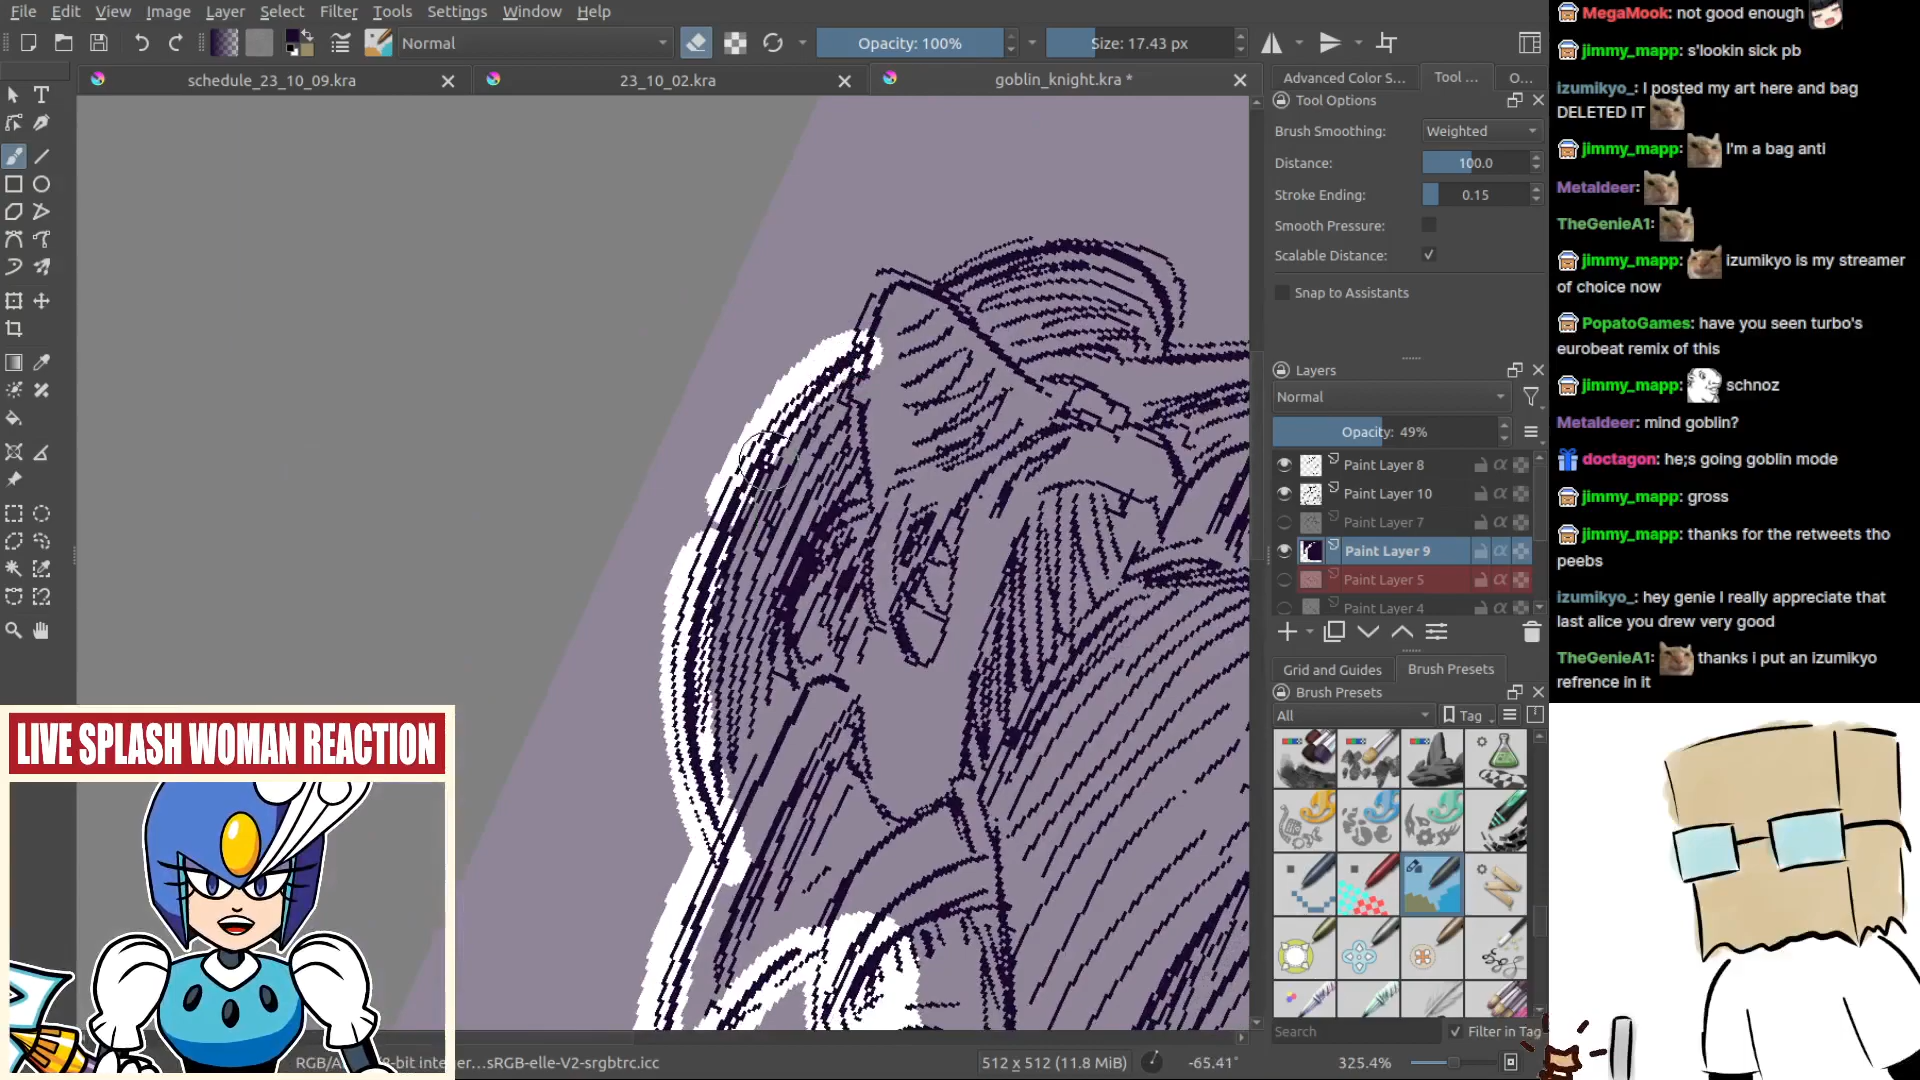 File Edit View Image Layer Select Filter Tools Settings Window Help
Normal Opacity: 100% Size: 17.43 px
schedule_23_10_09.kra 23_10_02.kra goblin_knight.kra *
Advanced Color S... Tool ... O...
Tool Options
Brush Smoothing: Weighted
Distance: 100.0
Stroke Ending: 0.15
Smooth Pressure:
Scalable Distance: ✓
Snap to Assistants
Layers
Normal
Opacity: 49%
Paint Layer 8
Paint Layer 10
Paint Layer 7
Paint Layer 9
Paint Layer 5
Paint Layer 4
Grid and Guides Brush Presets
Brush Presets
All Tag
Search Filter in Tag
512 x 512 (11.8 MiB) -65.41° 325.4%
8-bit integer...sRGB-elle-V2-srgbtrc.icc
LIVE SPLASH WOMAN REACTION
MegaMook: not good enough
jimmy_mapp: s'lookin sick pb
izumikyo_: I posted my art here and bag
DELETED IT
jimmy_mapp: I'm a bag anti
Metaldeer:
TheGenieA1:
jimmy_mapp: izumikyo is my streamer
of choice now
PopatoGames: have you seen turbo's
eurobeat remix of this
jimmy_mapp: schnoz
Metaldeer: mind goblin?
doctagon: he;s going goblin mode
jimmy_mapp: gross
jimmy_mapp: thanks for the retweets tho
peebs
izumikyo_: hey genie I really appreciate that
last alice you drew very good
TheGenieA1: thanks i put an izumikyo
refrence in it